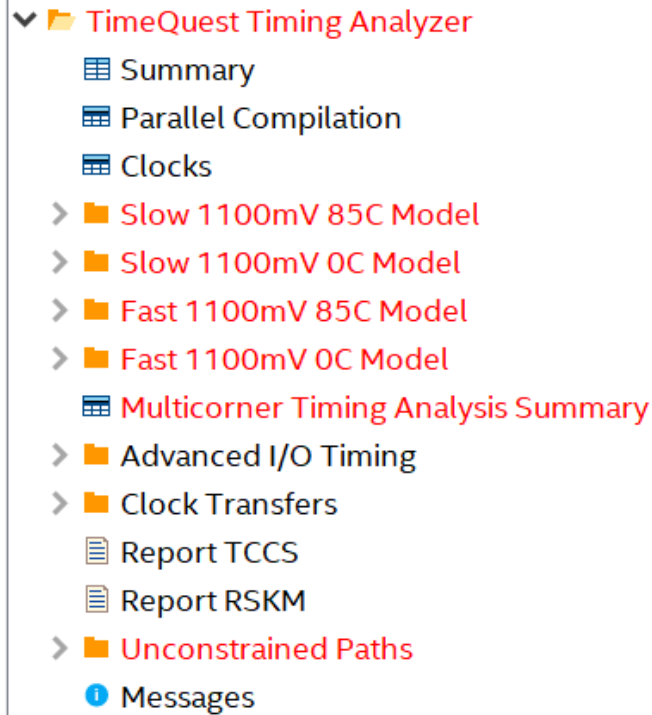 TimeQuest Timing Analyzer
Summary
Parallel Compilation
Clocks
Slow 1100mV 85C Model
Slow 1100mV 0C Model
Fast 1100mV 85C Model
Fast 1100mV 0C Model
Multicorner Timing Analysis Summary
Advanced I/O Timing
Clock Transfers
Report TCCS
Report RSKM
Unconstrained Paths
Messages